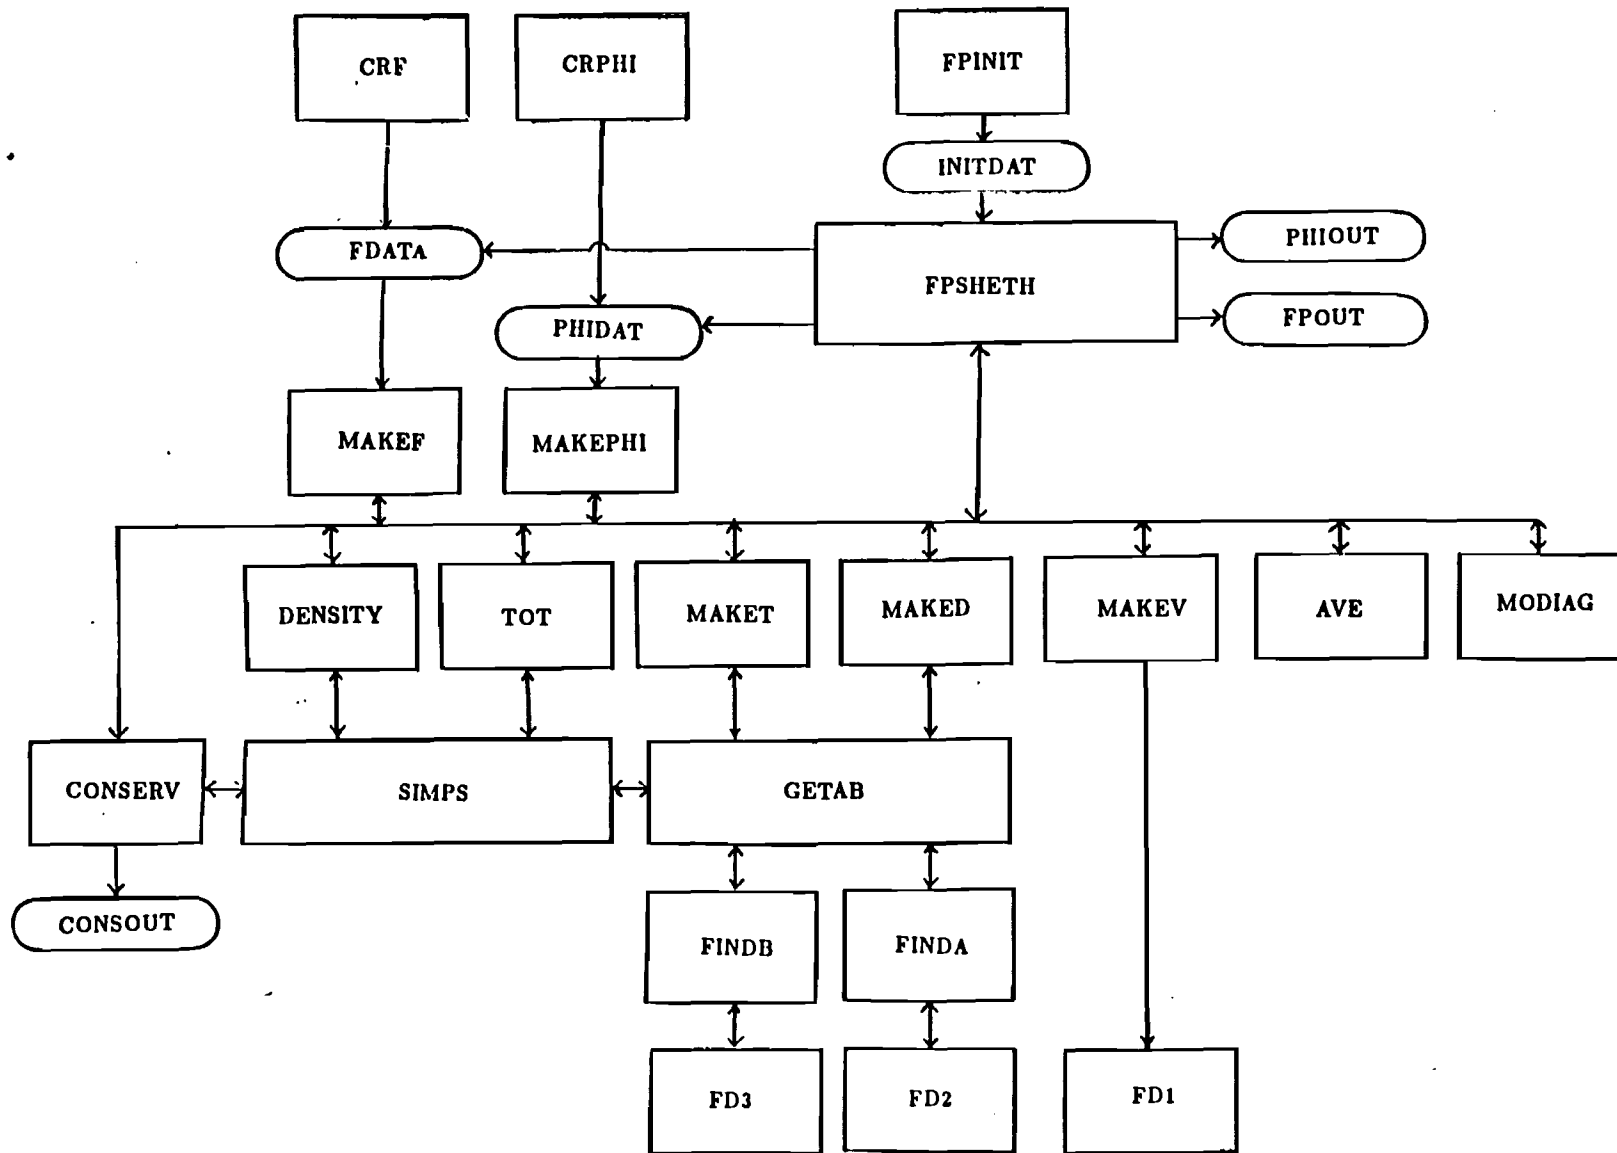 CRF
CRPHI
FPINIT
INITDAT
FDATA
FPSHETH
PHIOUT
PHIDAT
FPOUT
MAKEF
MAKEPHI
DENSITY
TOT
MAKET
MAKED
MAKEV
AVE
MODIAG
CONSERV
SIMPS
GETAB
CONSOUT
FINDB
FINDA
FD3
FD2
FD1